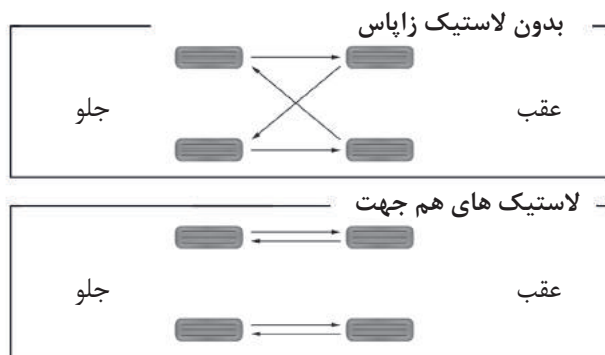 بدون لاستیک زاپاس
عقب
جلو
لاستیک های هم جهت
عقب
جلو